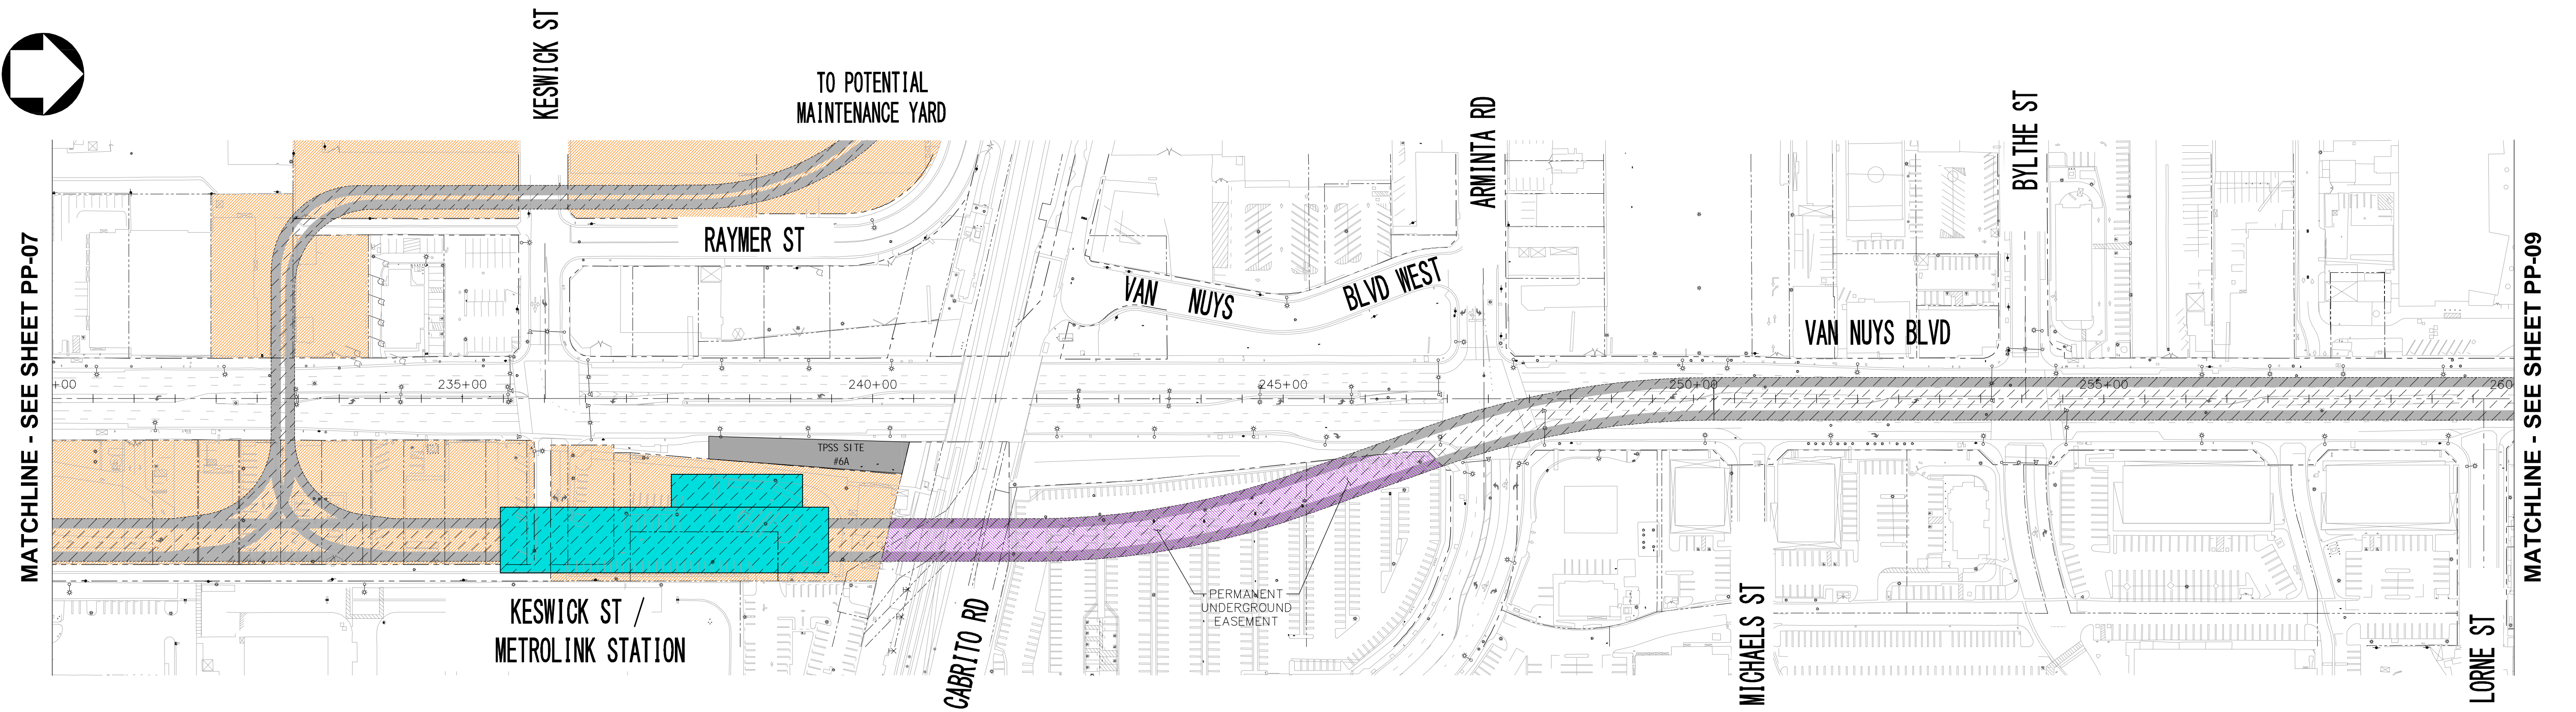 KESWICK ST
TO POTENTIAL
MAINTENANCE YARD
ARMINTA RD
BYLTHE ST
RAYMER ST
VAN NUYS
BLVD WEST
VAN NUYS BLVD
MATCHLINE - SEE SHEET PP-07
MATCHLINE - SEE SHEET PP-09
+00
235+00
240+00
245+00
250+00
255+00
260
TPSS SITE
#6A
PERMANENT
UNDERGROUND
EASEMENT
KESWICK ST /
METROLINK STATION
CABRITO RD
MICHAELS ST
LORNE ST